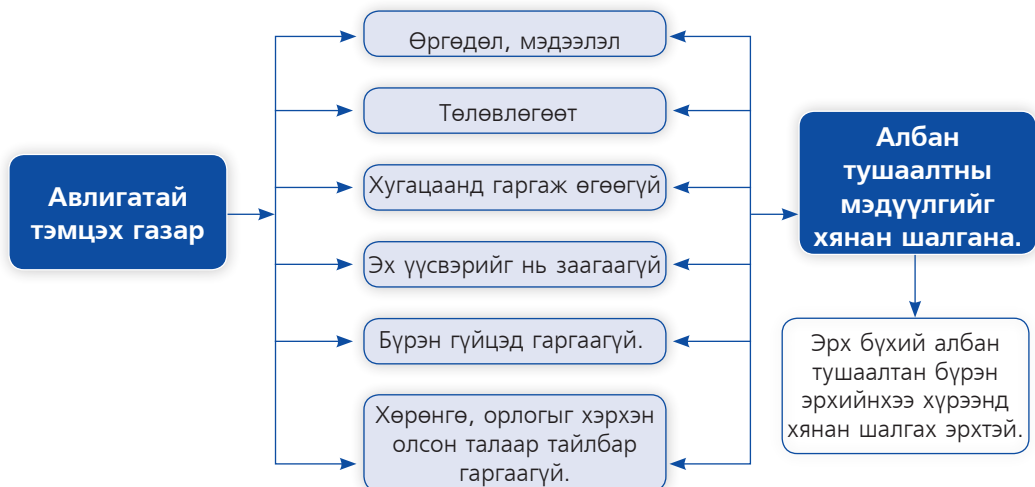 Авлигатай
тэмцэх газар
Өргөдөл, мэдээлэл
Төлөвлөгөөт
Хугацаанд гаргаж өгөөгүй
Эх үүсвэрийг нь заагаагүй
Бүрэн гүйцэд гаргаагүй.
Хөрөнгө, орлогыг хэрхэн
олсон талаар тайлбар
гаргаагүй.
Албан
тушаалтны
мэдүүлгийг
хянан шалгана.
Эрх бүхий албан
тушаалтан бүрэн
эрхийнхээ хүрээнд
хянан шалгах эрхтэй.